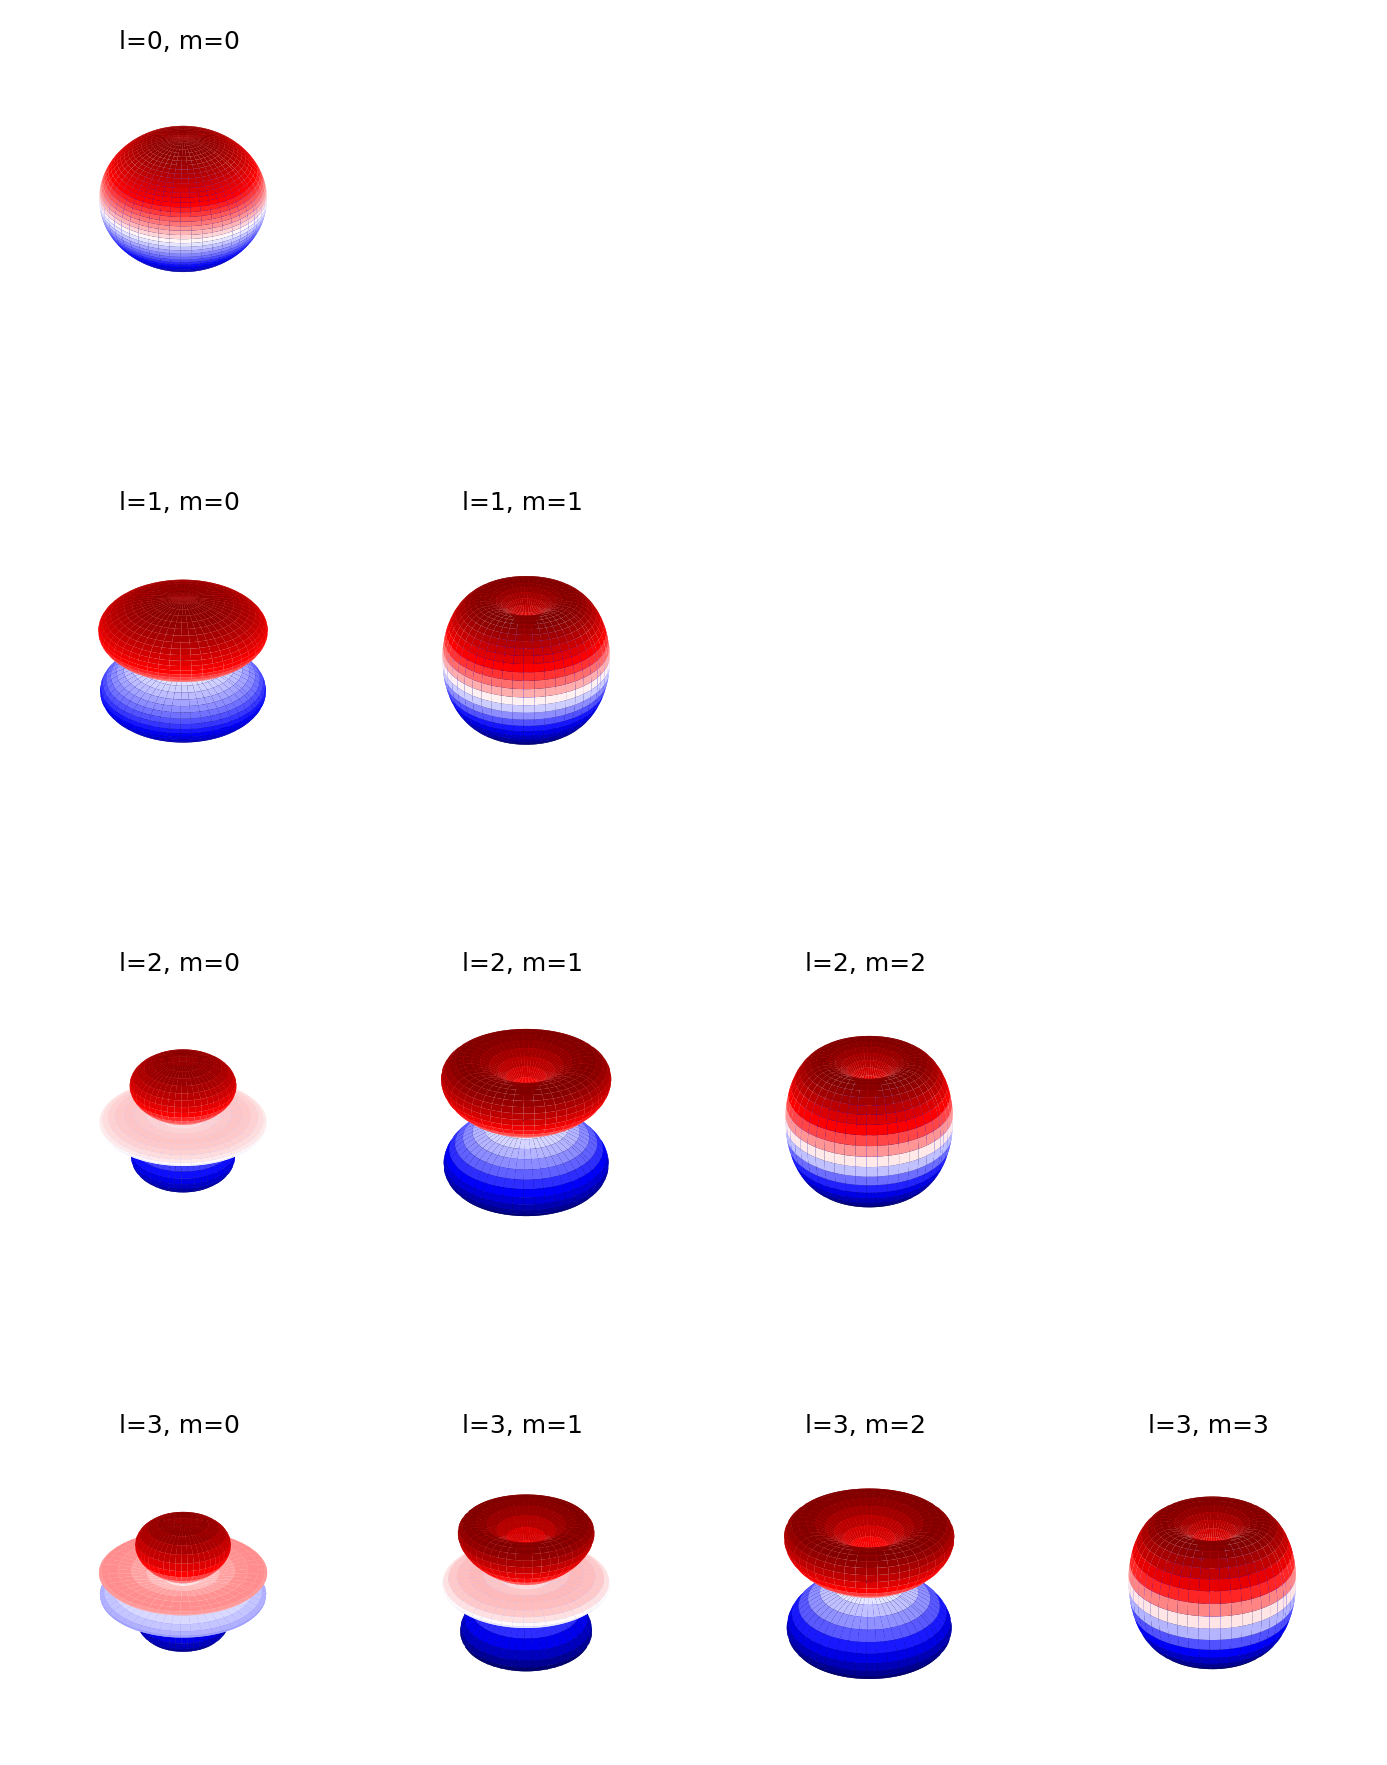 l=0, m=0
l=1, m=0
l=1, m=1
l=2, m=0
l=2, m=1
l=2, m=2
l=3, m=0
l=3, m=1
l=3, m=2
l=3, m=3